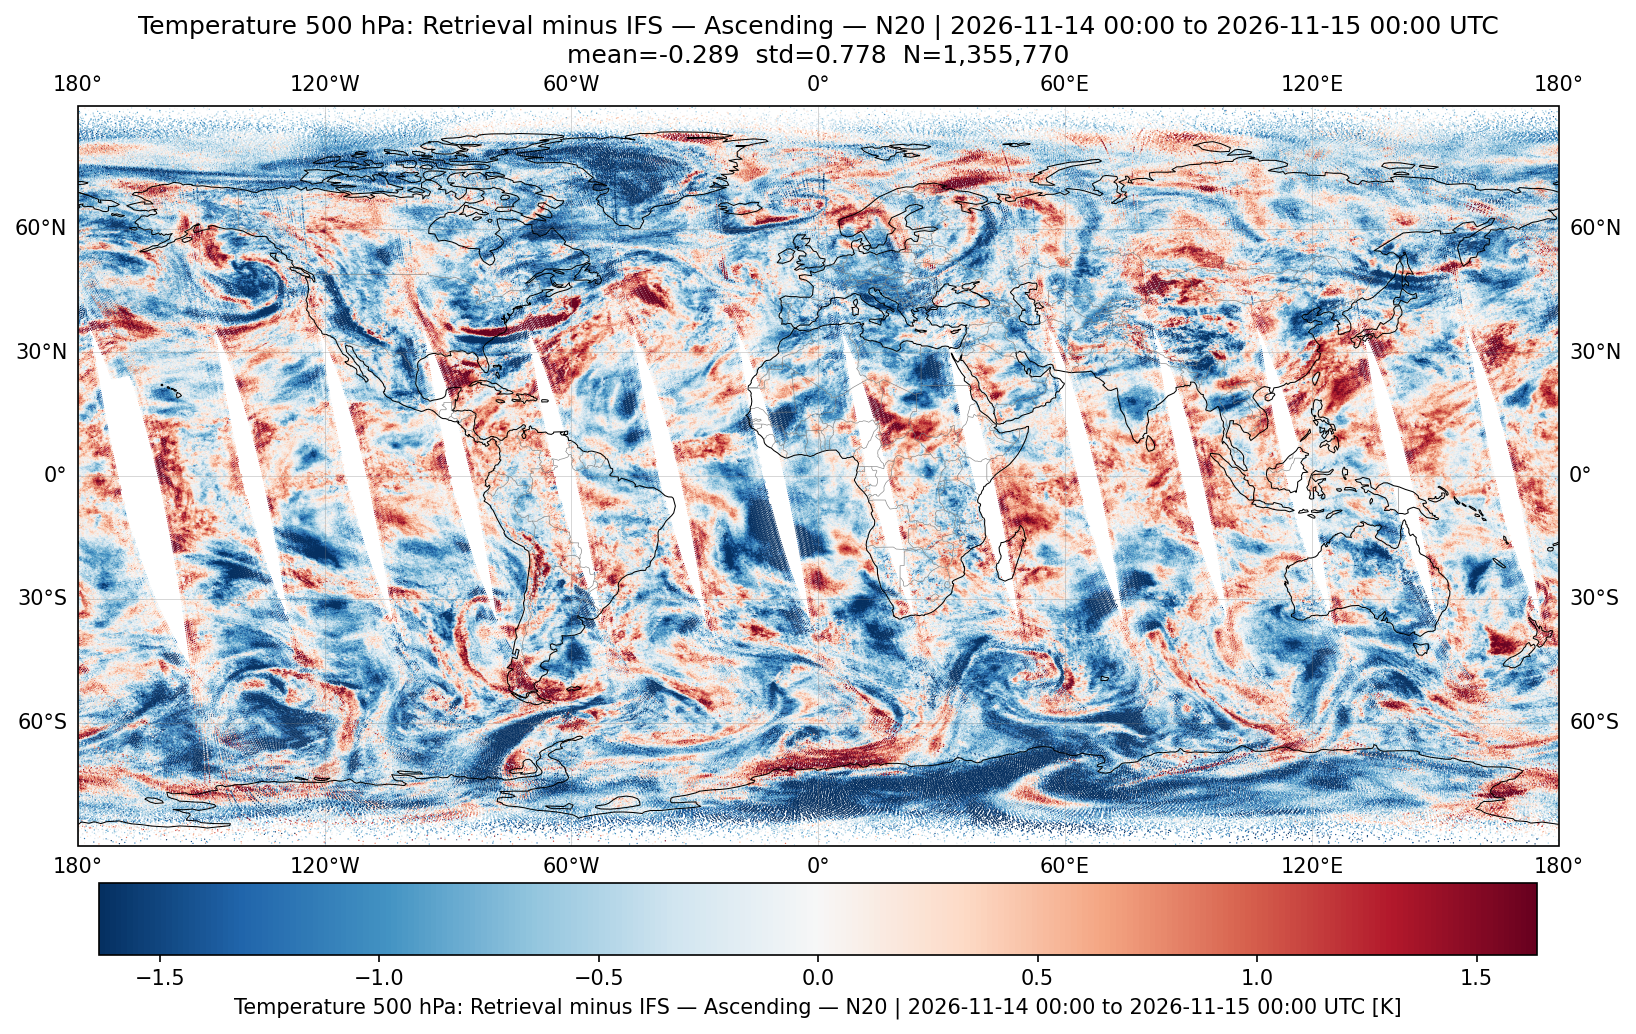 Temperature 500 hPa: Retrieval minus IFS — Ascending — N20 | 2026-11-14 00:00 to 2026-11-15 00:00 UTC
mean=-0.289  std=0.778  N=1,355,770
180° 120°W 60°W 0° 60°E 120°E 180°
60°N 60°N
30°N 30°N
0° 0°
30°S 30°S
60°S 60°S
180° 120°W 60°W 0° 60°E 120°E 180°
−1.5 −1.0 −0.5 0.0 0.5 1.0 1.5
Temperature 500 hPa: Retrieval minus IFS — Ascending — N20 | 2026-11-14 00:00 to 2026-11-15 00:00 UTC [K]